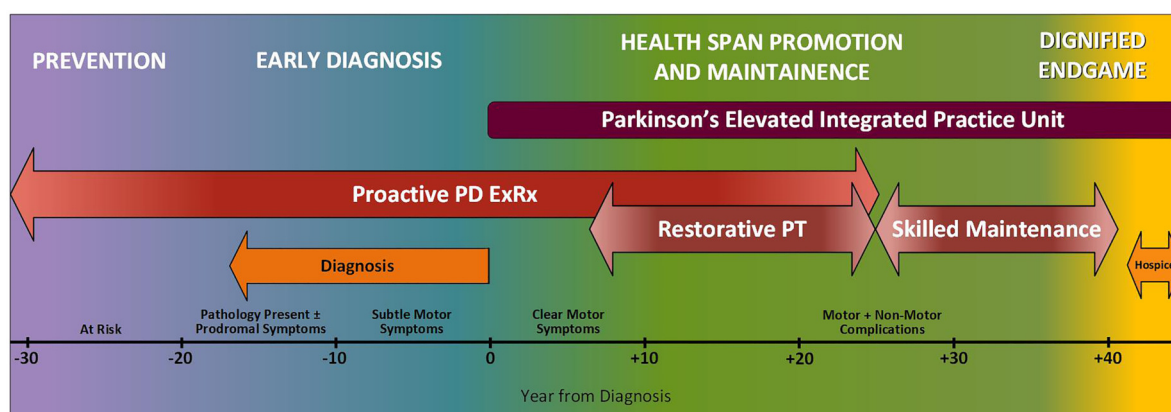 PREVENTION
EARLY DIAGNOSIS
HEALTH SPAN PROMOTION
AND MAINTAINENCE
DIGNIFIED
ENDGAME
Parkinson's Elevated Integrated Practice Unit
Proactive PD ExRx
Restorative PT
Skilled Maintenance
Diagnosis
Hospice
At Risk
Pathology Present ±
Prodromal Symptoms
Subtle Motor
Symptoms
Clear Motor
Symptoms
Motor + Non-Motor
Complications
-30 -20 -10 0 +10 +20 +30 +40
Year from Diagnosis